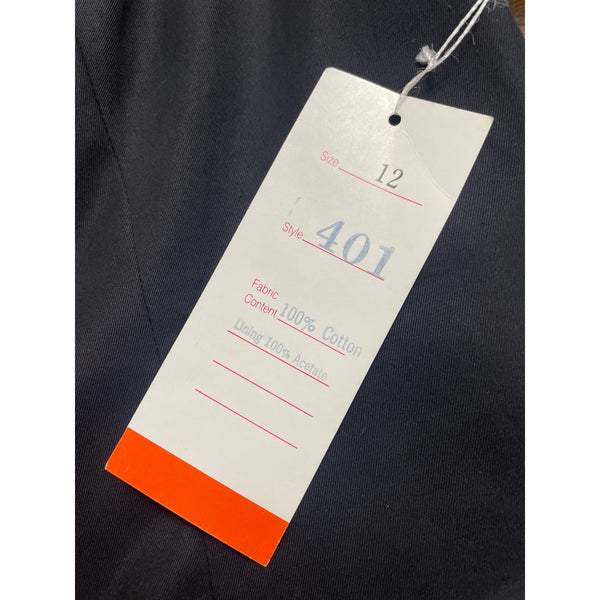 Size 12
Style 401
Fabric
Content 100% Cotton
Lining 100% Acetate